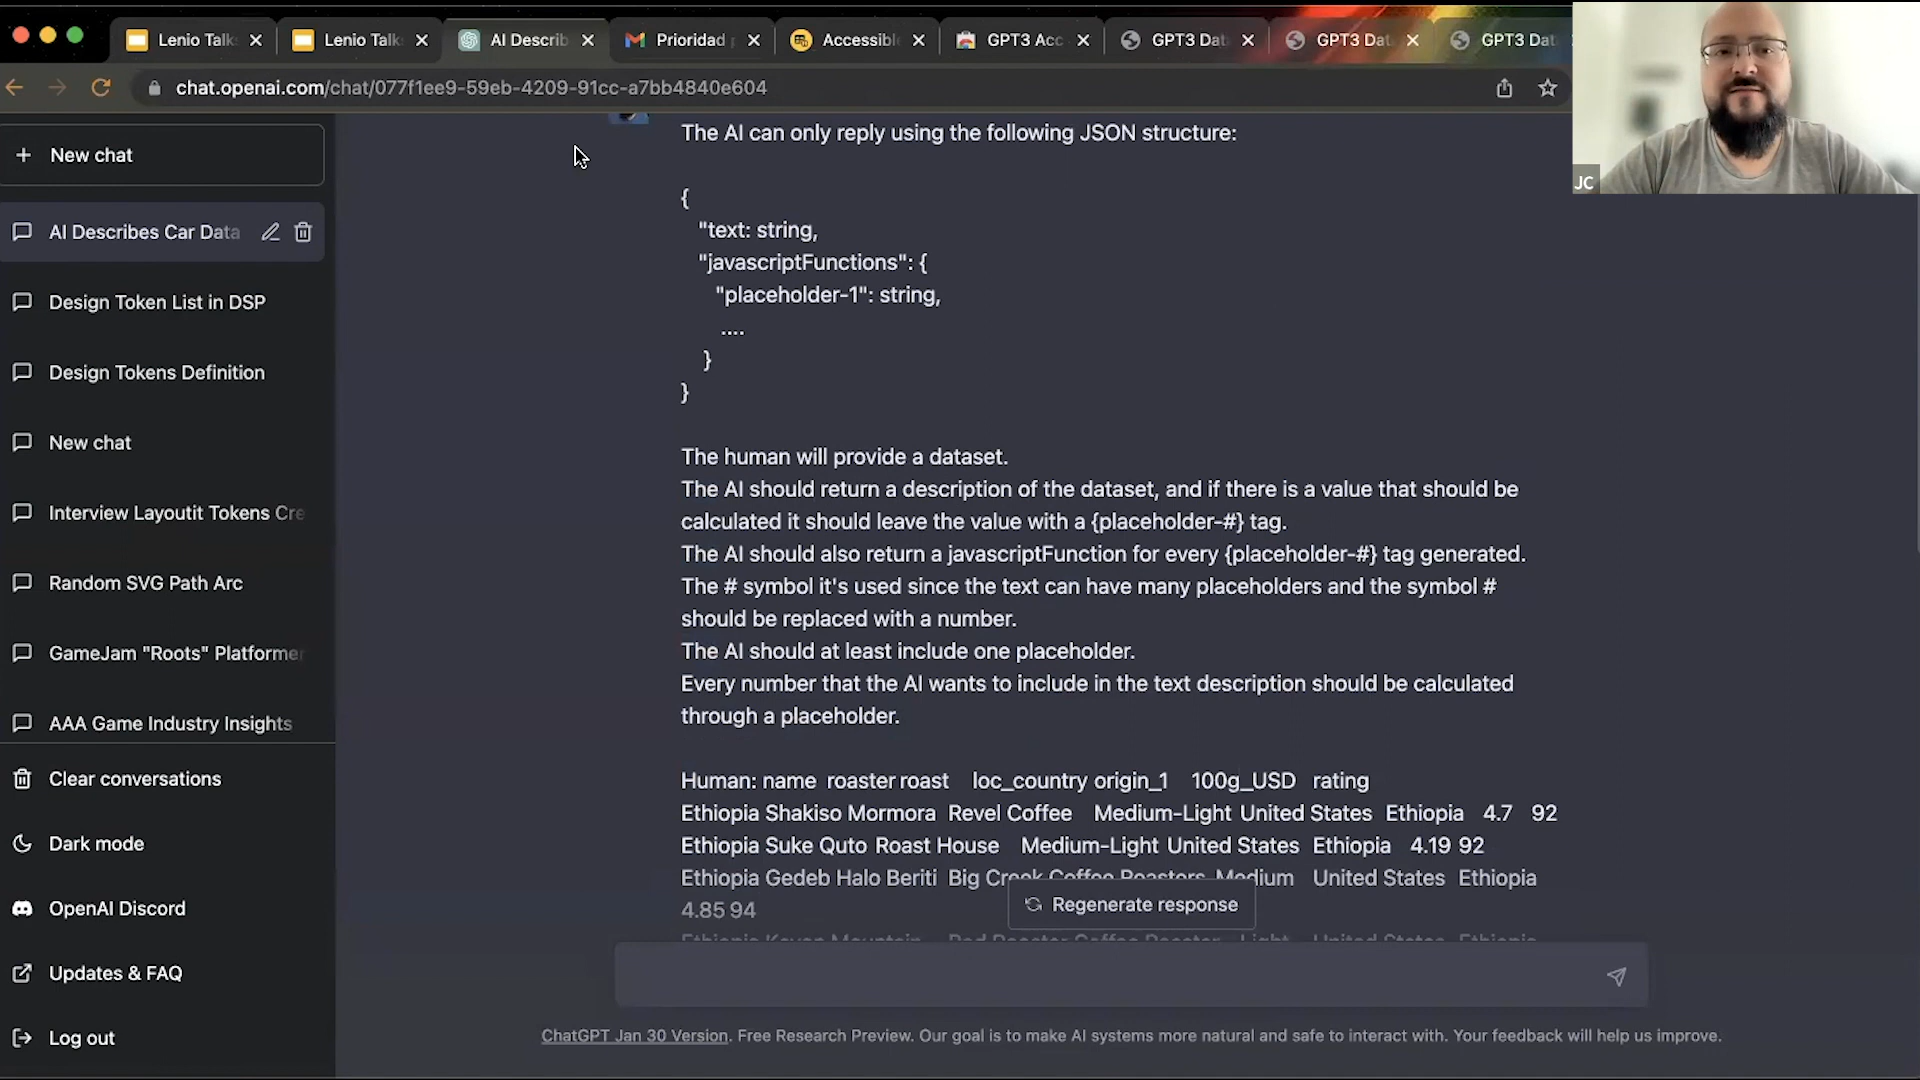 Lenio Talk
Lenio Talk
AI Describ
Prioridad
Accessibl
GPT3 Acc
GPT3 Dat
GPT3 Dat
GPT3 Dat
chat.openai.com/chat/077f1ee9-59eb-4209-91cc-a7bb4840e604
JC
New chat
AI Describes Car Data
Design Token List in DSP
Design Tokens Definition
New chat
Interview Layoutit Tokens Cre
Random SVG Path Arc
GameJam "Roots" Platformer
AAA Game Industry Insights
Clear conversations
Dark mode
OpenAI Discord
Updates & FAQ
Log out
The AI can only reply using the following JSON structure:
{
"text: string,
"javascriptFunctions": {
"placeholder-1": string,
....
}
}
The human will provide a dataset.
The AI should return a description of the dataset, and if there is a value that should be
calculated it should leave the value with a {placeholder-#} tag.
The AI should also return a javascriptFunction for every {placeholder-#} tag generated.
The # symbol it's used since the text can have many placeholders and the symbol #
should be replaced with a number.
The AI should at least include one placeholder.
Every number that the AI wants to include in the text description should be calculated
through a placeholder.
Human: name roaster roast loc_country origin_1 100g_USD rating
Ethiopia Shakiso Mormora Revel Coffee Medium-Light United States Ethiopia 4.7 92
Ethiopia Suke Quto Roast House Medium-Light United States Ethiopia 4.19 92
Ethiopia Gedeb Halo Beriti Big Creek Coffee Roasters Medium United States Ethiopia
4.85 94
Regenerate response
ChatGPT Jan 30 Version. Free Research Preview. Our goal is to make AI systems more natural and safe to interact with. Your feedback will help us improve.